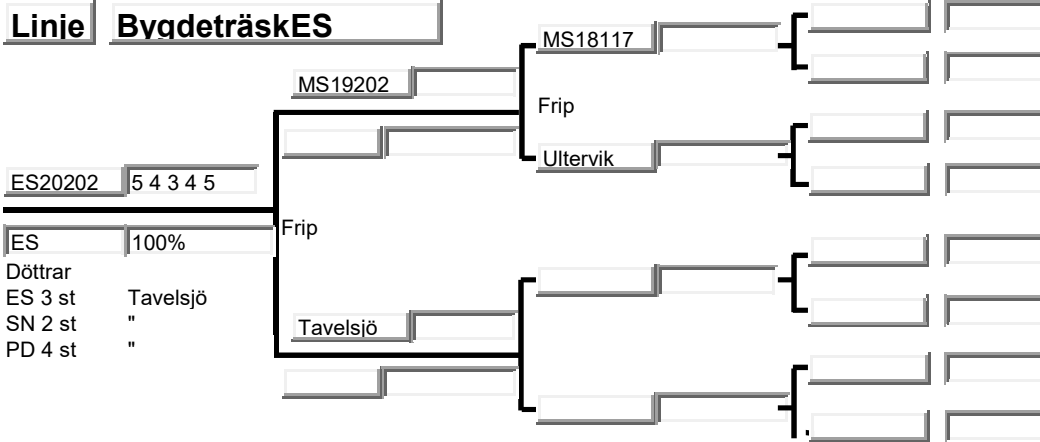 Linje BygdeträskES
MS18117
MS19202
Frip
Ultervik
ES20202 5 4 3 4 5
Frip
ES 100%
Döttrar
ES 3 st Tavelsjö
SN 2 st "
Tavelsjö
PD 4 st "